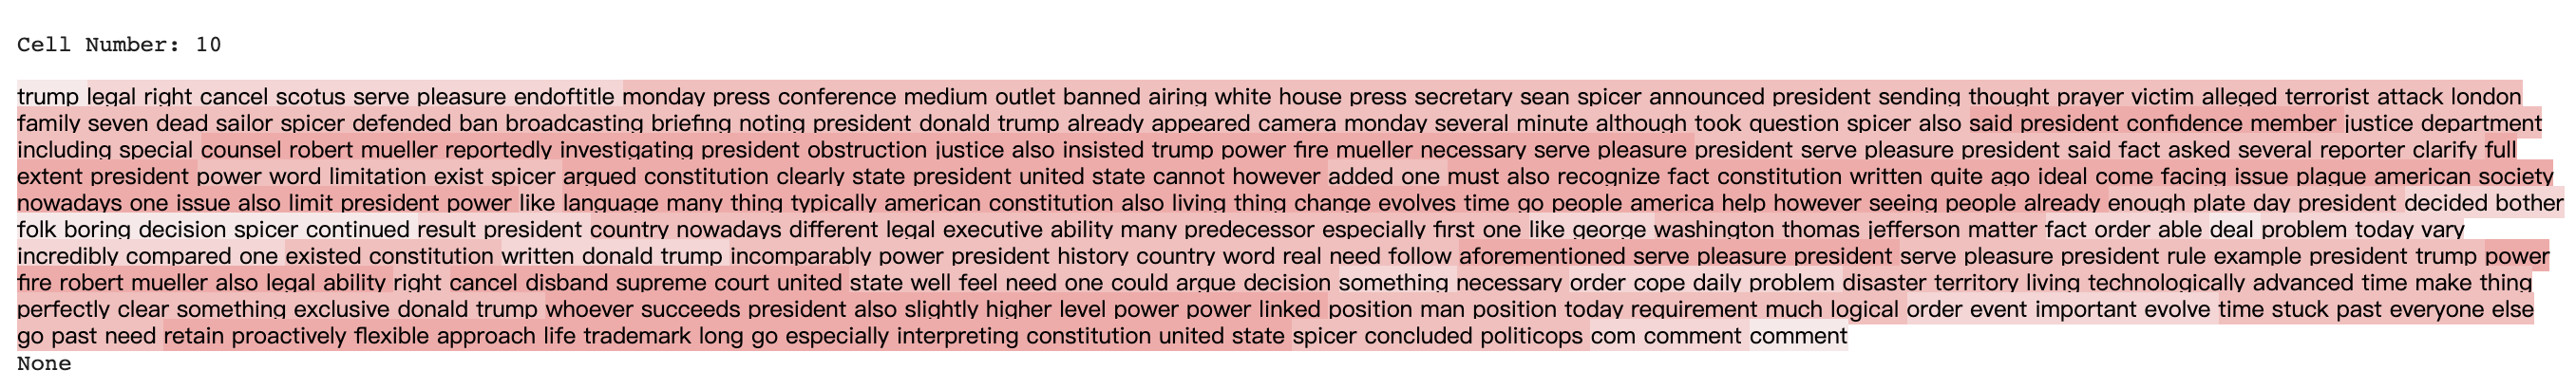 Cell Number: 10
trump legal right cancel scotus serve pleasure endoftitle monday press conference medium outlet banned airing white house press secretary sean spicer announced president sending thought prayer victim alleged terrorist attack london
family seven dead sailor spicer defended ban broadcasting briefing noting president donald trump already appeared camera monday several minute although took question spicer also said president confidence member justice department
including special counsel robert mueller reportedly investigating president obstruction justice also insisted trump power fire mueller necessary serve pleasure president serve pleasure president said fact asked several reporter clarify full
extent president power word limitation exist spicer argued constitution clearly state president united state cannot however added one must also recognize fact constitution written quite ago ideal come facing issue plague american society
nowadays one issue also limit president power like language many thing typically american constitution also living thing change evolves time go people america help however seeing people already enough plate day president decided bother
folk boring decision spicer continued result president country nowadays different legal executive ability many predecessor especially first one like george washington thomas jefferson matter fact order able deal problem today vary
incredibly compared one existed constitution written donald trump incomparably power president history country word real need follow aforementioned serve pleasure president serve pleasure president rule example president trump power
fire robert mueller also legal ability right cancel disband supreme court united state well feel need one could argue decision something necessary order cope daily problem disaster territory living technologically advanced time make thing
perfectly clear something exclusive donald trump whoever succeeds president also slightly higher level power power linked position man position today requirement much logical order event important evolve time stuck past everyone else
go past need retain proactively flexible approach life trademark long go especially interpreting constitution united state spicer concluded politicops com comment comment
None